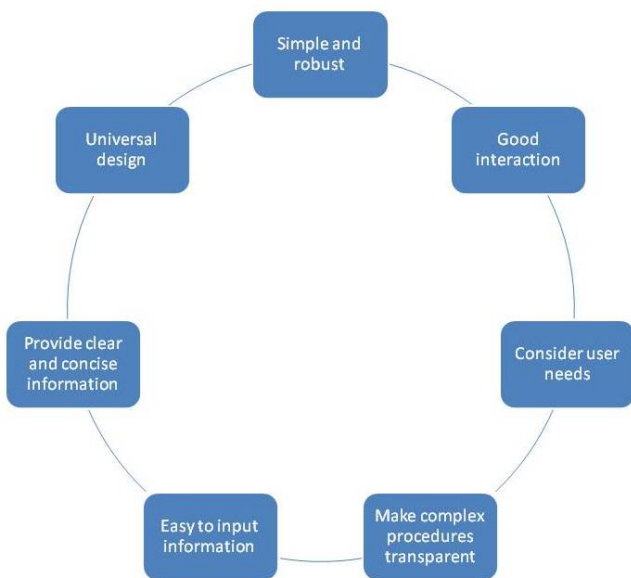 Simple and
robust
Good
interaction
Consider user
needs
Make complex
procedures
transparent
Easy to input
information
Provide clear
and concise
information
Universal
design